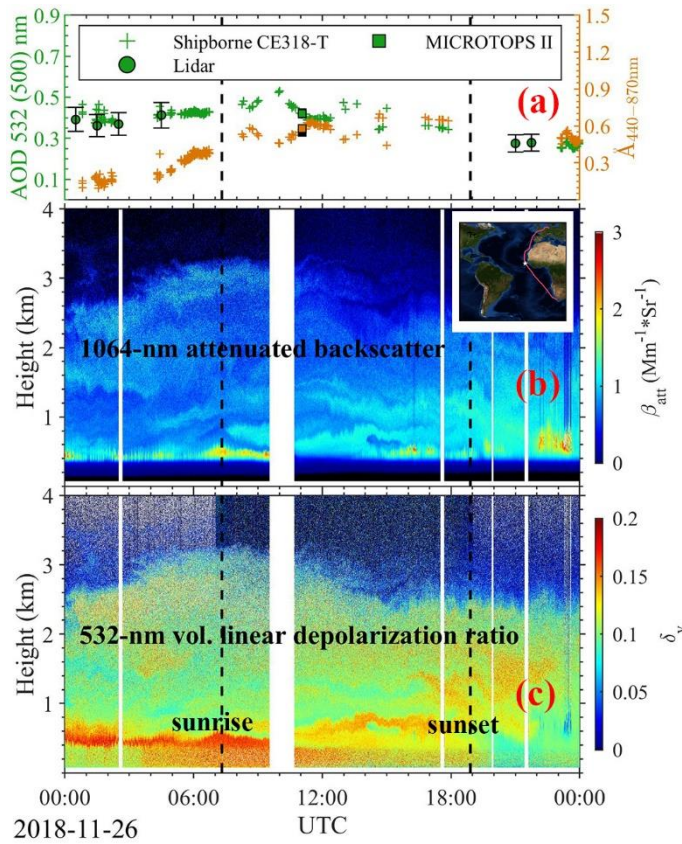 0.9
0.7
0.5
0.3
0.1
AOD 532 (500) nm
Shipborne CE318-T
MICROTOPS II
Lidar
(a)
1.5
1.2
0.9
0.6
0.3
Å440−870nm
4
3
2
1
Height (km)
1064-nm attenuated backscatter
(b)
3
2
1
0
βatt (Mm-1*Sr-1)
4
3
2
1
Height (km)
532-nm vol. linear depolarization ratio
(c)
sunrise
sunset
0.2
0.15
0.1
0.05
0
δv
00:00
06:00
12:00
18:00
00:00
2018-11-26
UTC